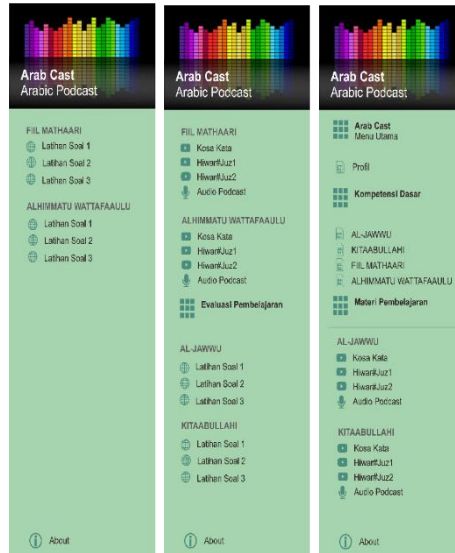 Arab Cast
Arabic Podcast
FIIL MATHAARI
Latihan Soal 1
Latihan Soal 2
Latihan Soal 3
ALHIMMATU WATTAFAAULU
Latihan Soal 1
Latihan Soal 2
Latihan Soal 3
About
Arab Cast
Arabic Podcast
FIIL MATHAARI
Kosa Kata
Hiwar#Juz1
Hiwar#Juz2
Audio Podcast
ALHIMMATU WATTAFAAULU
Kosa Kata
Hiwar#Juz1
Hiwar#Juz2
Audio Podcast
Evaluasi Pembelajaran
AL-JAWWU
Latihan Soal 1
Latihan Soal 2
Latihan Soal 3
KITAABULLAHI
Latihan Soal 1
Latihan Soal 2
Latihan Soal 3
About
Arab Cast
Arabic Podcast
Arab Cast
Menu Utama
Profil
Kompetensi Dasar
AL-JAWWU
KITAABULLAHI
FIIL MATHAARI
ALHIMMATU WATTAFAAULU
Materi Pembelajaran
AL-JAWWU
Kosa Kata
Hiwar#Juz1
Hiwar#Juz2
Audio Podcast
KITAABULLAHI
Kosa Kata
Hiwar#Juz1
Hiwar#Juz2
Audio Podcast
About